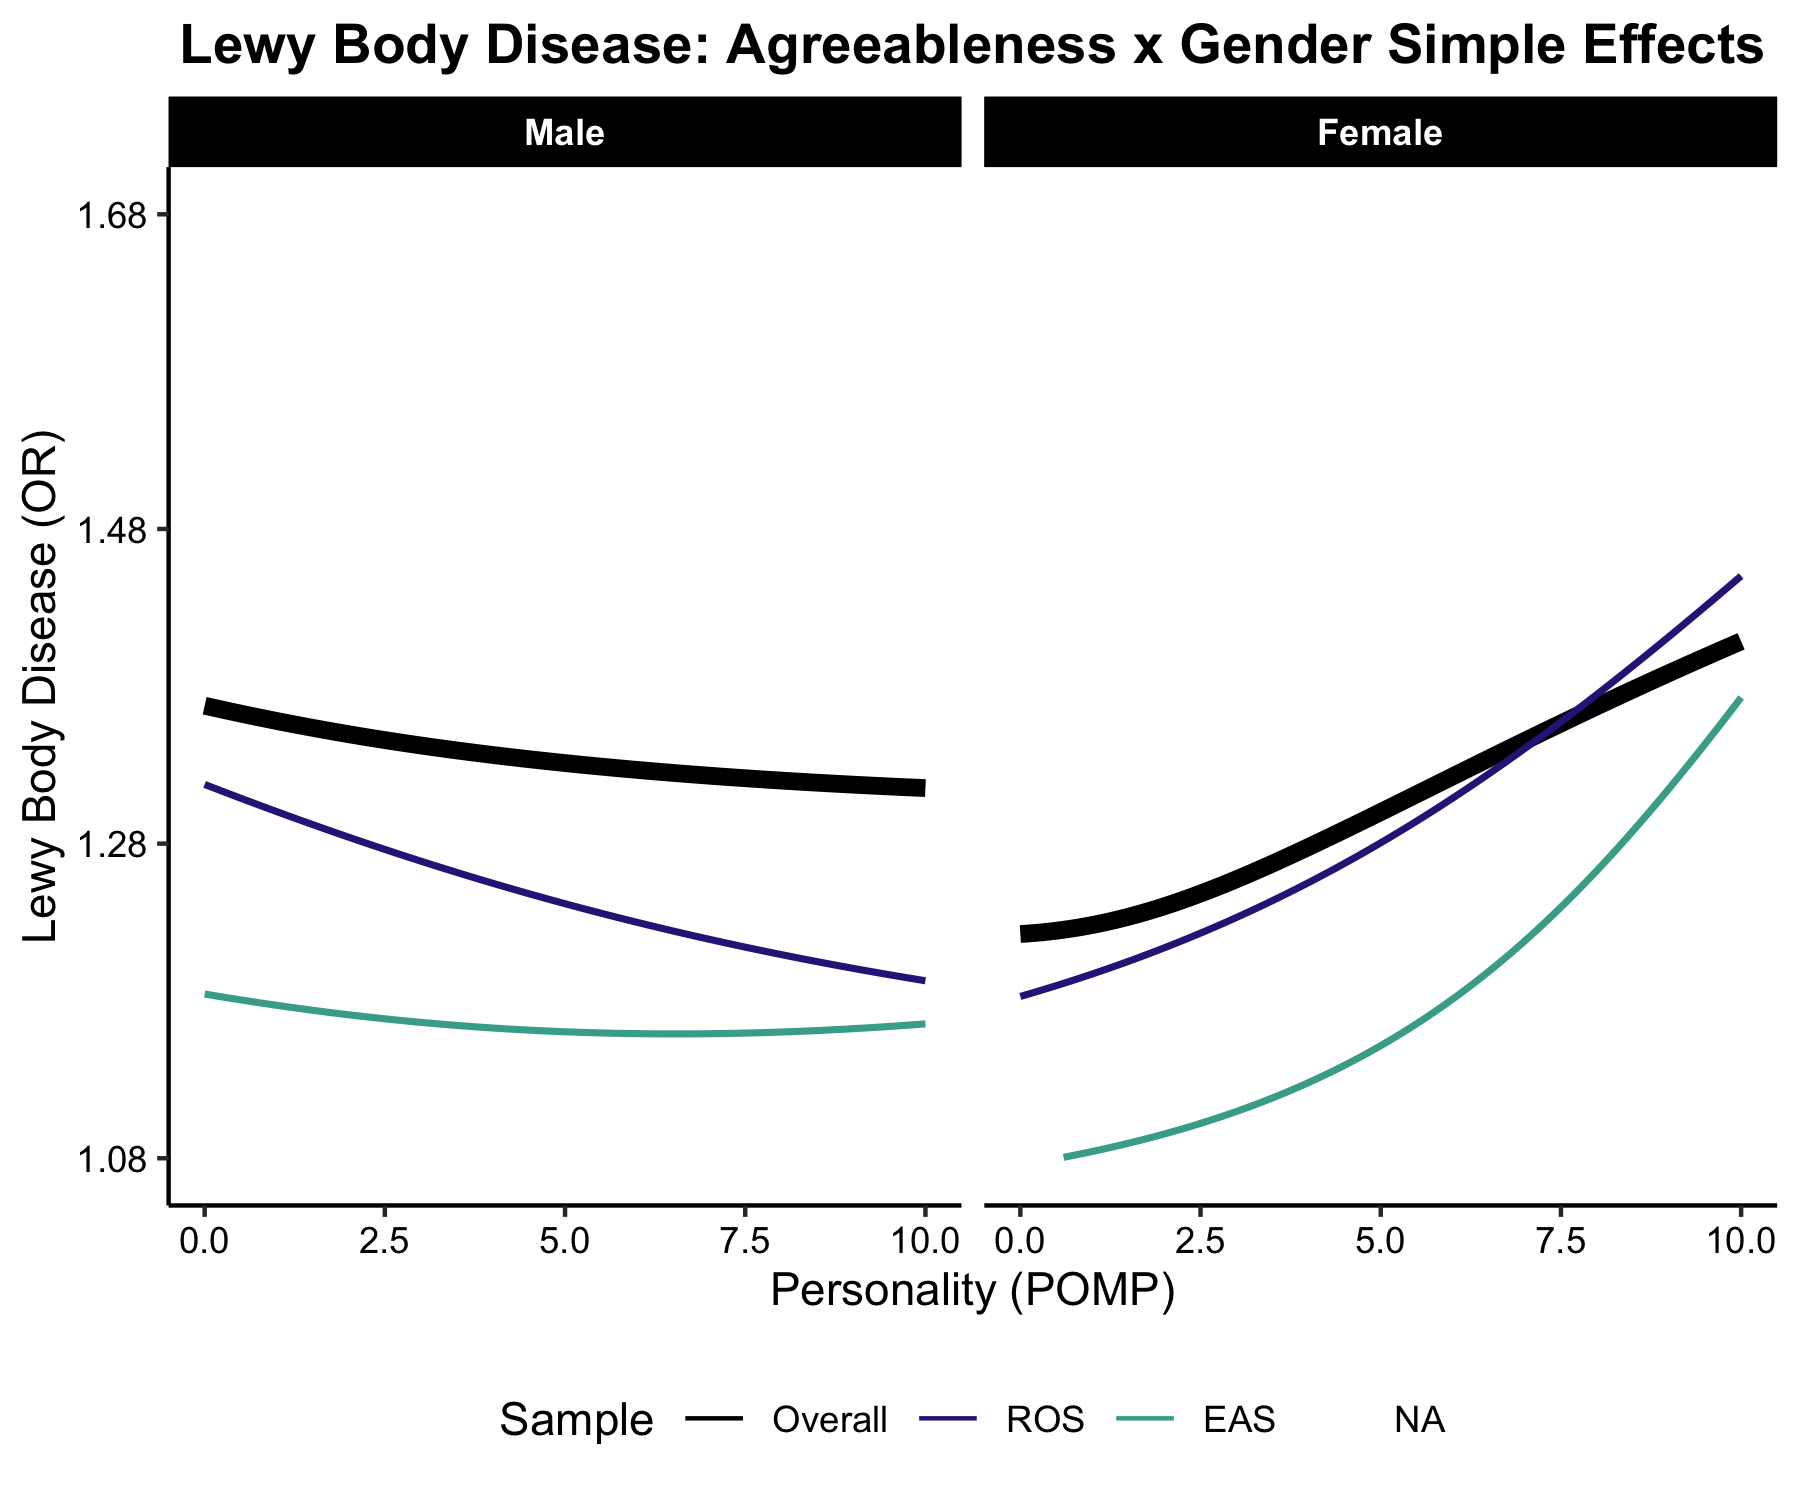 Lewy Body Disease: Agreeableness x Gender Simple Effects
Male
Female
Lewy Body Disease (OR)
1.68
1.48
1.28
1.08
0.0 2.5 5.0 7.5 10.0
0.0 2.5 5.0 7.5 10.0
Personality (POMP)
Sample Overall ROS EAS NA